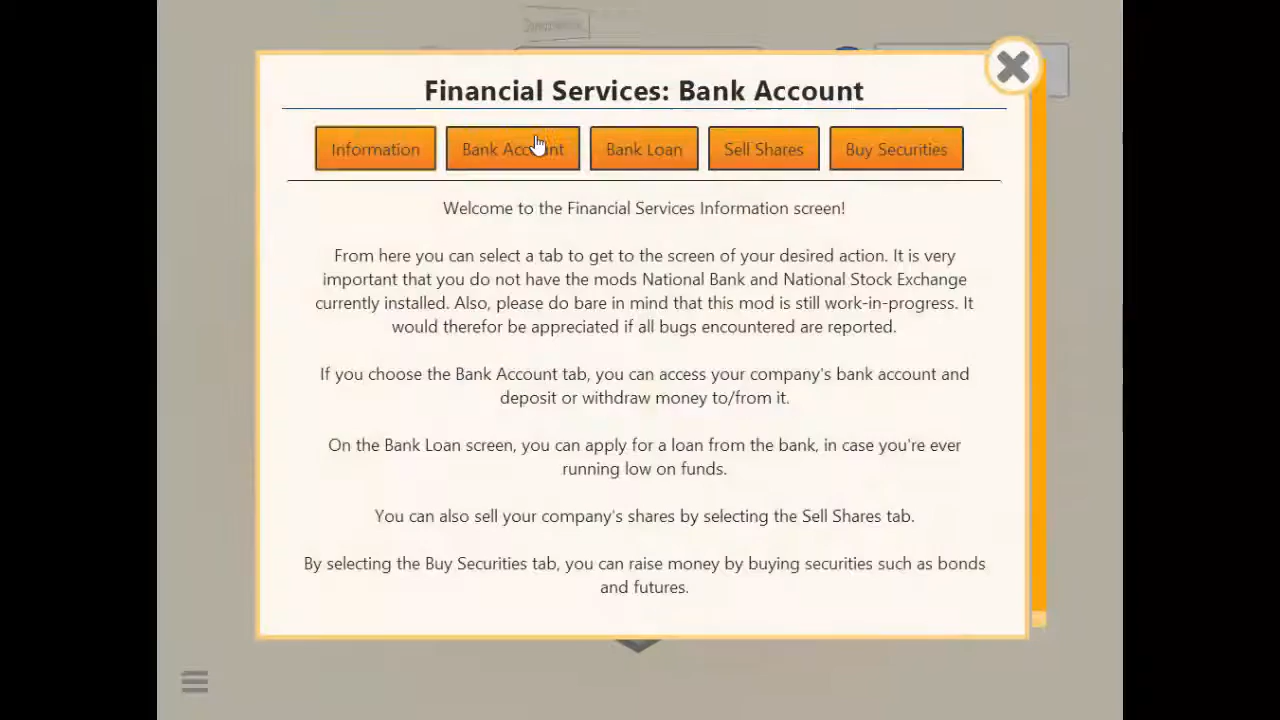 Financial Services: Bank Account
Information
Bank Account
Bank Loan
Sell Shares
Buy Securities
Welcome to the Financial Services Information screen!
From here you can select a tab to get to the screen of your desired action. It is very
important that you do not have the mods National Bank and National Stock Exchange
currently installed. Also, please do bare in mind that this mod is still work-in-progress. It
would therefor be appreciated if all bugs encountered are reported.
If you choose the Bank Account tab, you can access your company's bank account and
deposit or withdraw money to/from it.
On the Bank Loan screen, you can apply for a loan from the bank, in case you're ever
running low on funds.
You can also sell your company's shares by selecting the Sell Shares tab.
By selecting the Buy Securities tab, you can raise money by buying securities such as bonds
and futures.